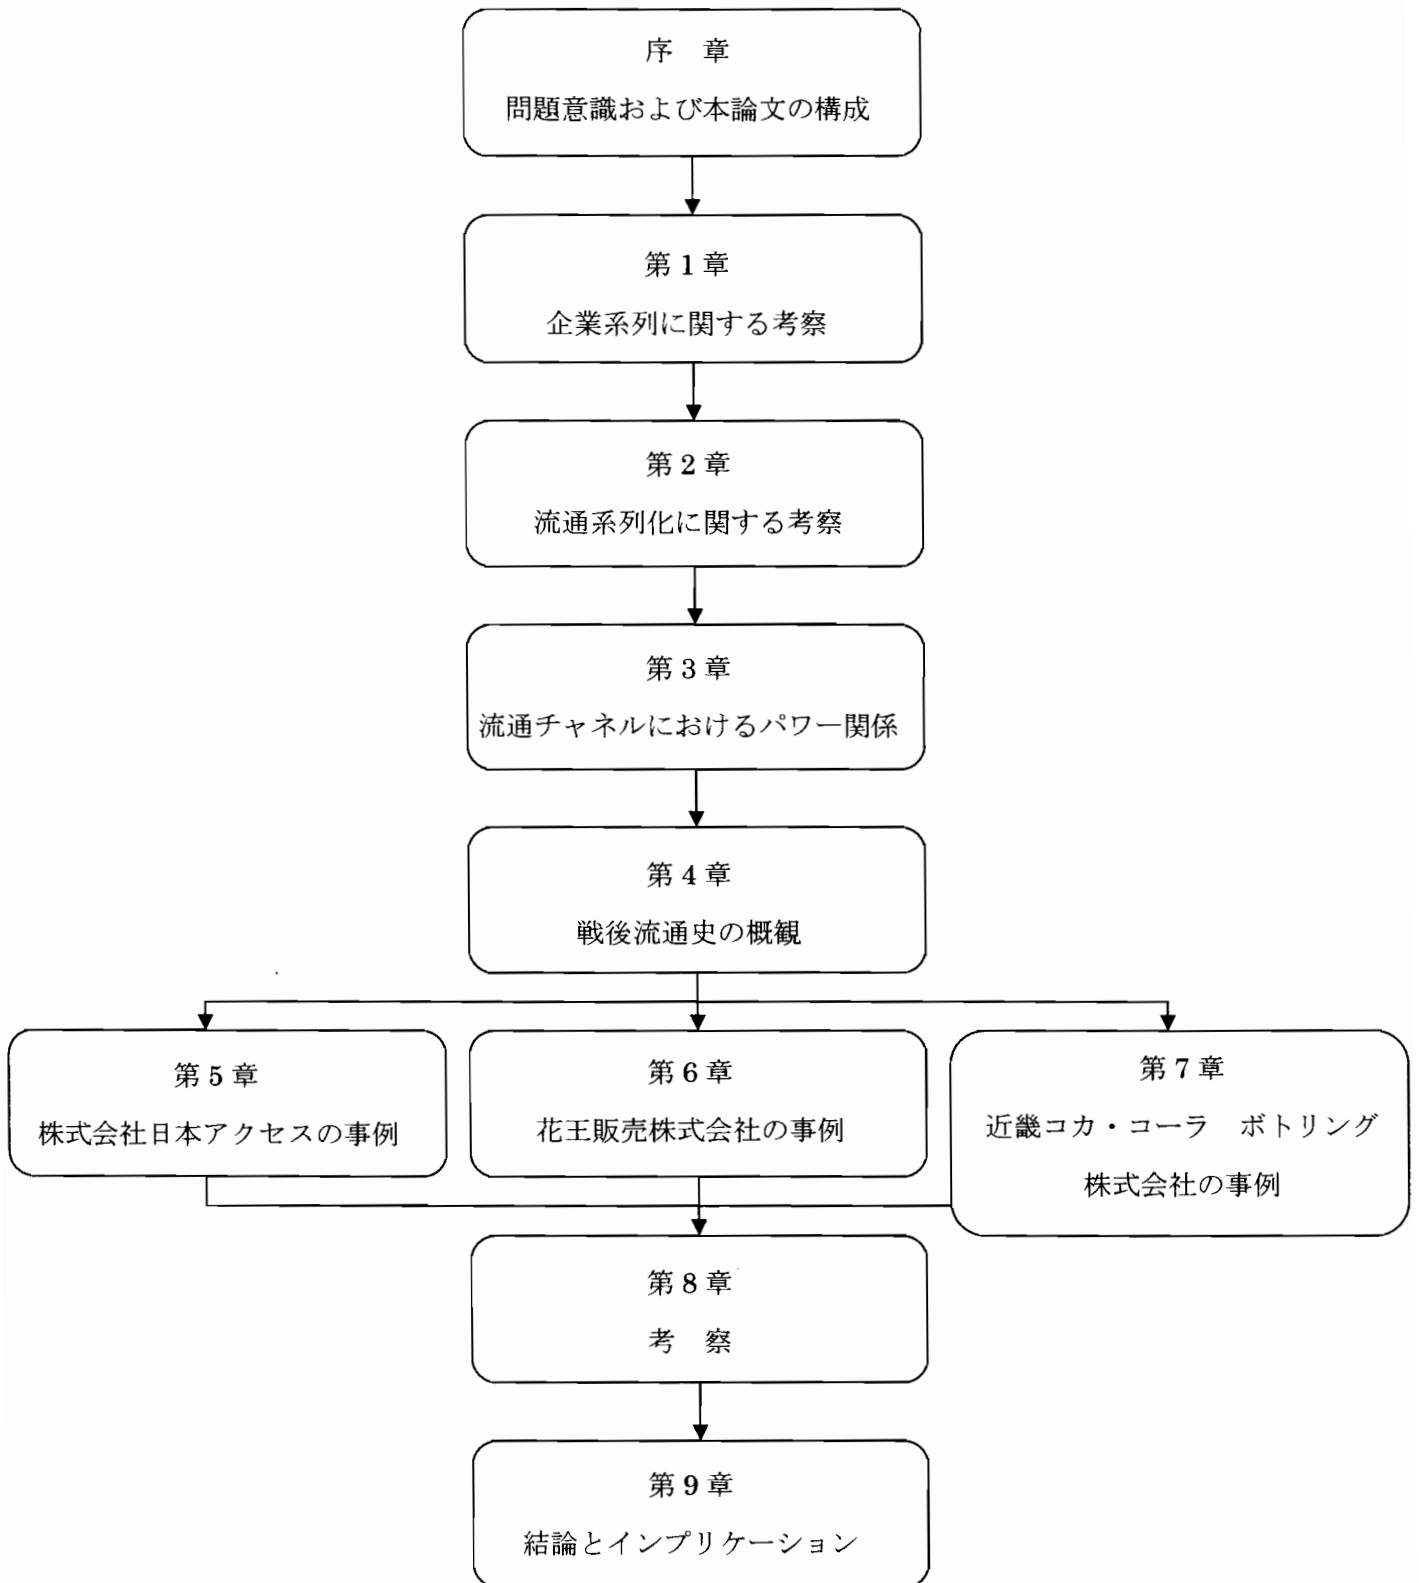 序　章
問題意識および本論文の構成
第1章
企業系列に関する考察
第2章
流通系列化に関する考察
第3章
流通チャネルにおけるパワー関係
第4章
戦後流通史の概観
第5章
株式会社日本アクセスの事例
第6章
花王販売株式会社の事例
第7章
近畿コカ・コーラ　ボトリング
株式会社の事例
第8章
考　察
第9章
結論とインプリケーション